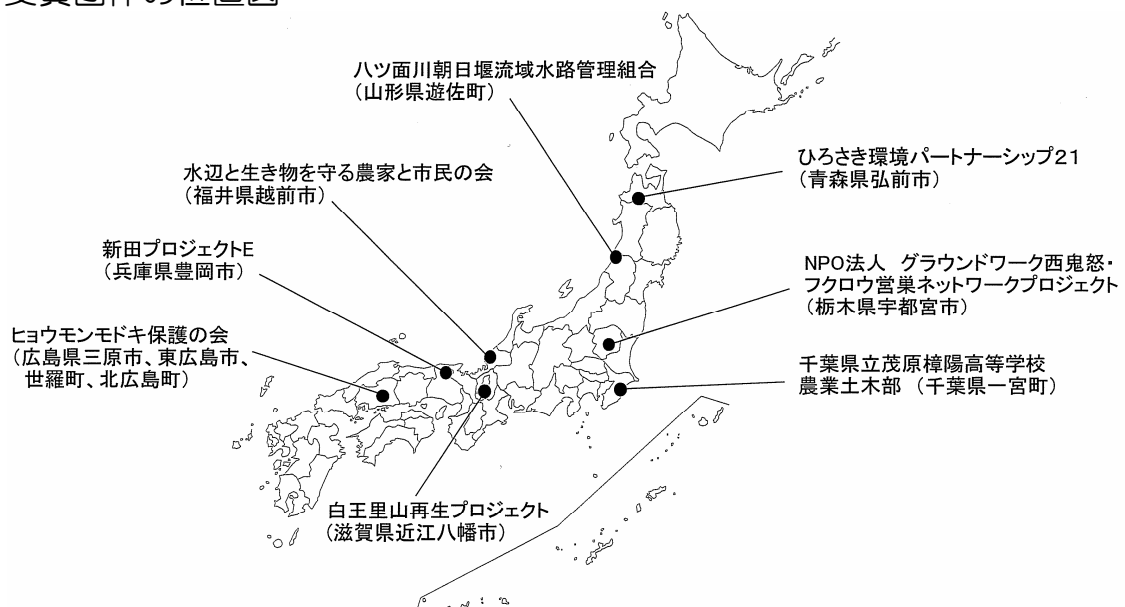 八ツ面川朝日堰流域水路管理組合
（山形県遊佐町）
水辺と生き物を守る農家と市民の会
（福井県越前市）
新田プロジェクトE
（兵庫県豊岡市）
ヒョウモンモドキ保護の会
（広島県三原市、東広島市、
世羅町、北広島町）
白王里山再生プロジェクト
（滋賀県近江八幡市）
ひろさき環境パートナーシップ21
（青森県弘前市）
NPO法人　グラウンドワーク西鬼怒・
フクロウ営巣ネットワークプロジェクト
（栃木県宇都宮市）
千葉県立茂原樟陽高等学校
農業土木部　（千葉県一宮町）